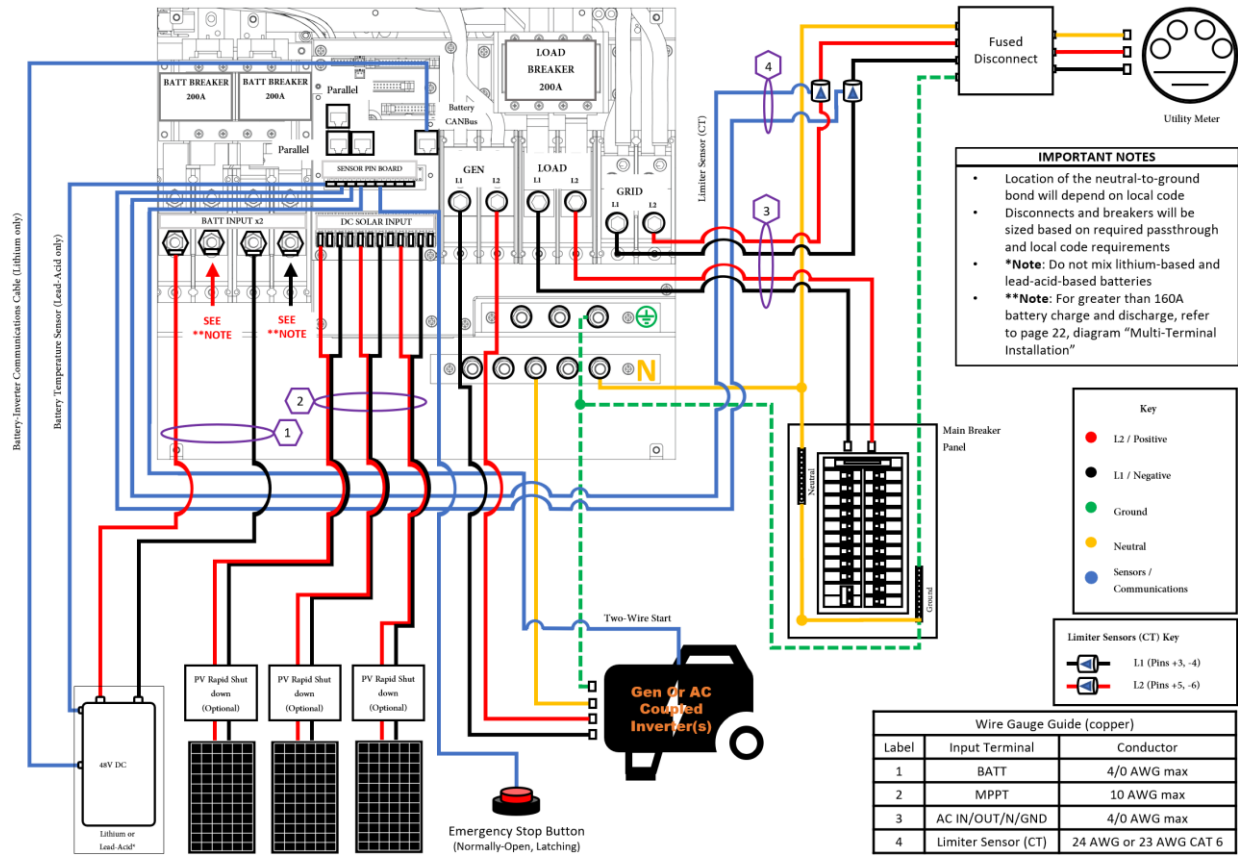 BATT BREAKER
200A
BATT BREAKER
200A
Parallel
Parallel
Battery
CANBus
LOAD
BREAKER
200A
SENSOR PIN BOARD
BATT INPUT x2
DC SOLAR INPUT
GEN
L1
L2
LOAD
L1
L2
GRID
L1
L2
SEE
**NOTE
SEE
**NOTE
N
1
2
3
4
Limiter Sensor (CT)
Battery-Inverter Communications Cable (Lithium only)
Battery Temperature Sensor (Lead-Acid only)
Fused
Disconnect
Utility Meter
IMPORTANT NOTES
• Location of the neutral-to-ground
bond will depend on local code
• Disconnects and breakers will be
sized based on required passthrough
and local code requirements
• *Note: Do not mix lithium-based and
lead-acid-based batteries
• **Note: For greater than 160A
battery charge and discharge, refer
to page 22, diagram “Multi-Terminal
Installation”
Key
L2 / Positive
L1 / Negative
Ground
Neutral
Sensors /
Communications
Main Breaker
Panel
Neutral
Ground
Limiter Sensors (CT) Key
L1 (Pins +3, -4)
L2 (Pins +5, -6)
Two-Wire Start
Gen Or AC
Coupled
Inverter(s)
PV Rapid Shut
down
(Optional)
PV Rapid Shut
down
(Optional)
PV Rapid Shut
down
(Optional)
48V DC
Lithium or
Lead-Acid*
Emergency Stop Button
(Normally-Open, Latching)
Wire Gauge Guide (copper)
Label Input Terminal Conductor
1 BATT 4/0 AWG max
2 MPPT 10 AWG max
3 AC IN/OUT/N/GND 4/0 AWG max
4 Limiter Sensor (CT) 24 AWG or 23 AWG CAT 6